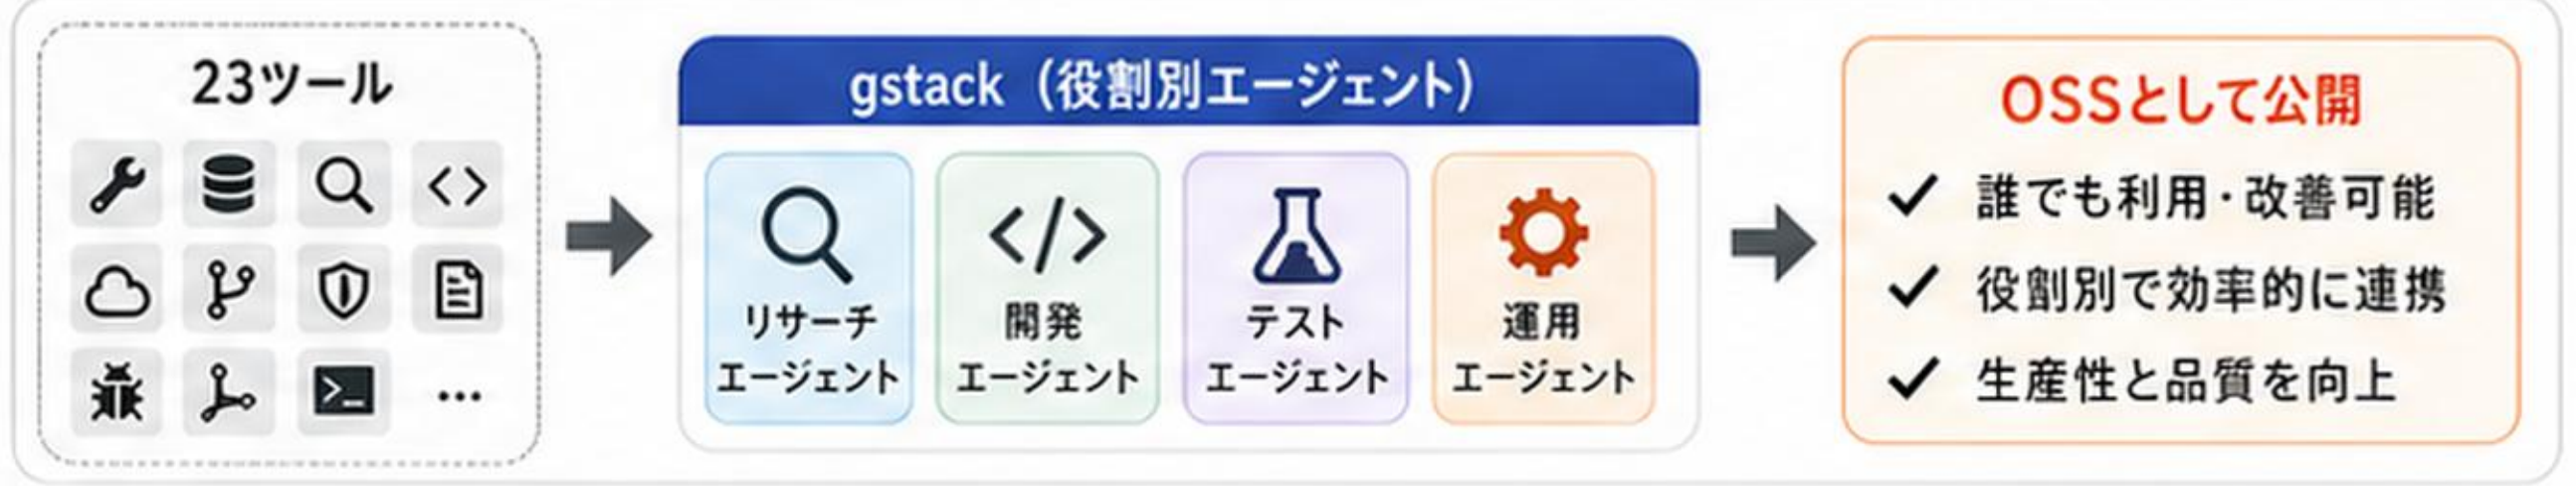 23ツール
gstack（役割別エージェント）
リサーチ
エージェント
開発
エージェント
テスト
エージェント
運用
エージェント
OSSとして公開
誰でも利用・改善可能
役割別で効率的に連携
生産性と品質を向上